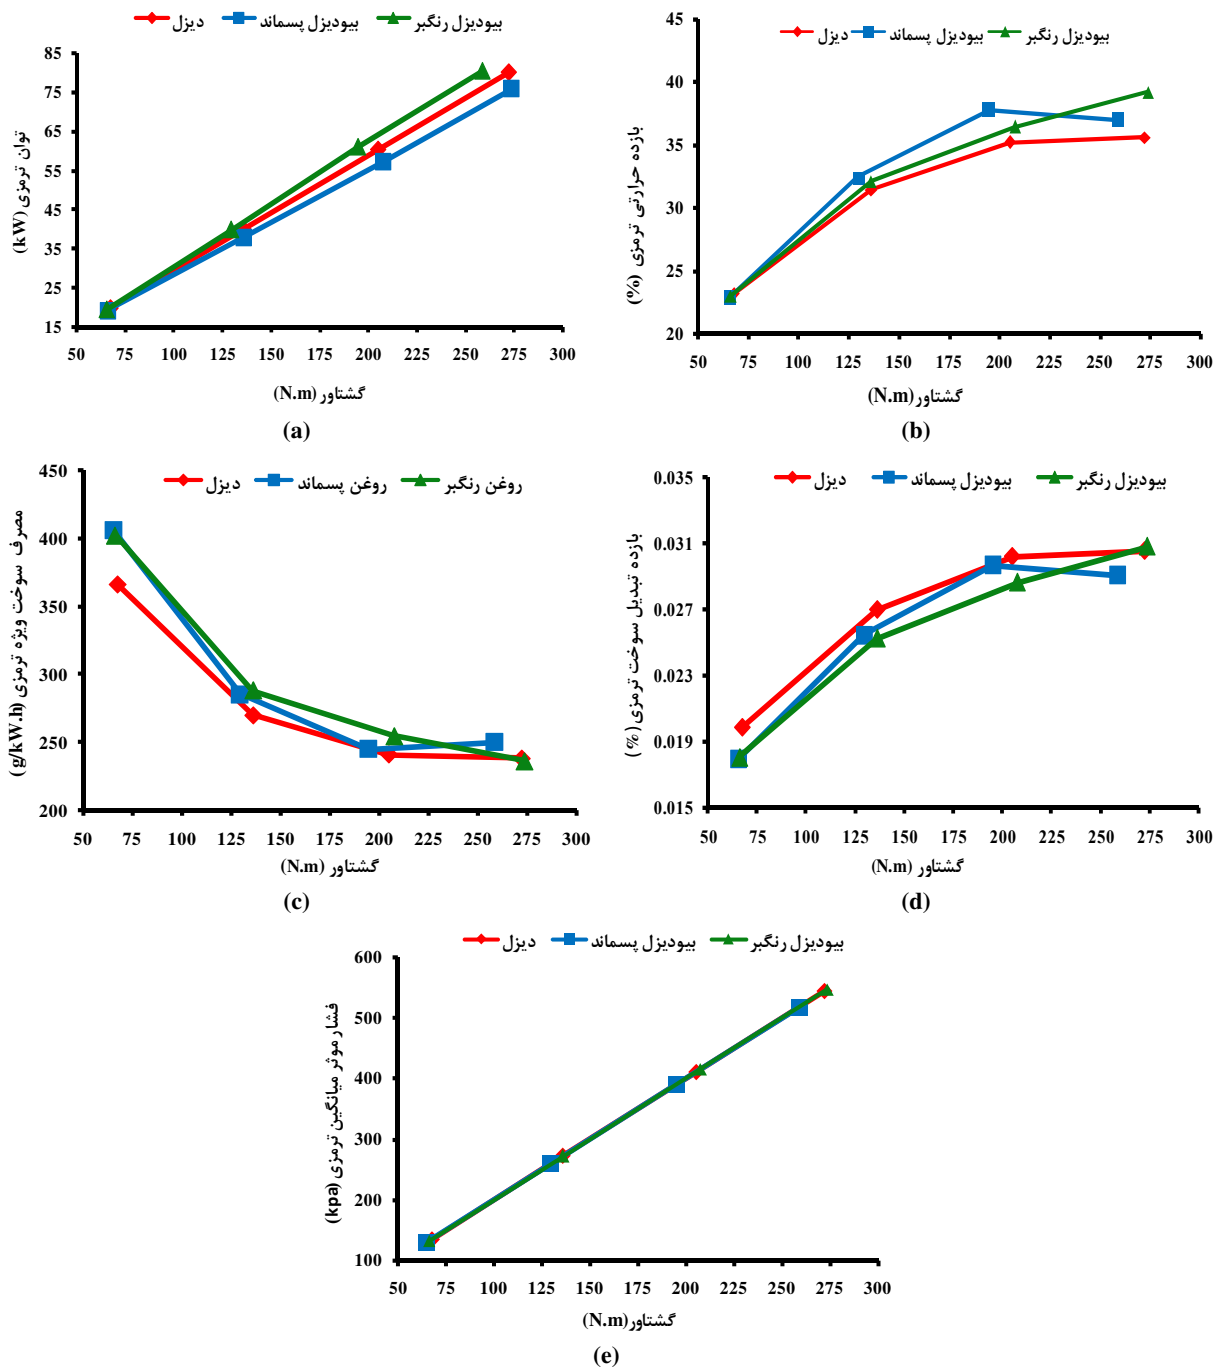 دیزل بیودیزل پسماند بیودیزل رنگبر
توان ترمزی (kW)
85
75
65
55
45
35
25
15
50 75 100 125 150 175 200 225 250 275 300
گشتاور (N.m)
(a)
دیزل بیودیزل پسماند بیودیزل رنگبر
بازده حرارتی ترمزی (%)
45
40
35
30
25
20
50 75 100 125 150 175 200 225 250 275 300
گشتاور(N.m)
(b)
دیزل روغن پسماند روغن رنگبر
مصرف سوخت ویژه ترمزی (g/kW.h)
450
400
350
300
250
200
50 75 100 125 150 175 200 225 250 275 300
گشتاور (N.m)
(c)
دیزل بیودیزل پسماند بیودیزل رنگبر
بازده تبدیل سوخت ترمزی (%)
0.035
0.031
0.027
0.023
0.019
0.015
50 75 100 125 150 175 200 225 250 275 300
گشتاور (N.m)
(d)
دیزل بیودیزل پسماند بیودیزل رنگبر
فشار موثر میانگین ترمزی (kpa)
600
500
400
300
200
100
50 75 100 125 150 175 200 225 250 275 300
گشتاور(N.m)
(e)